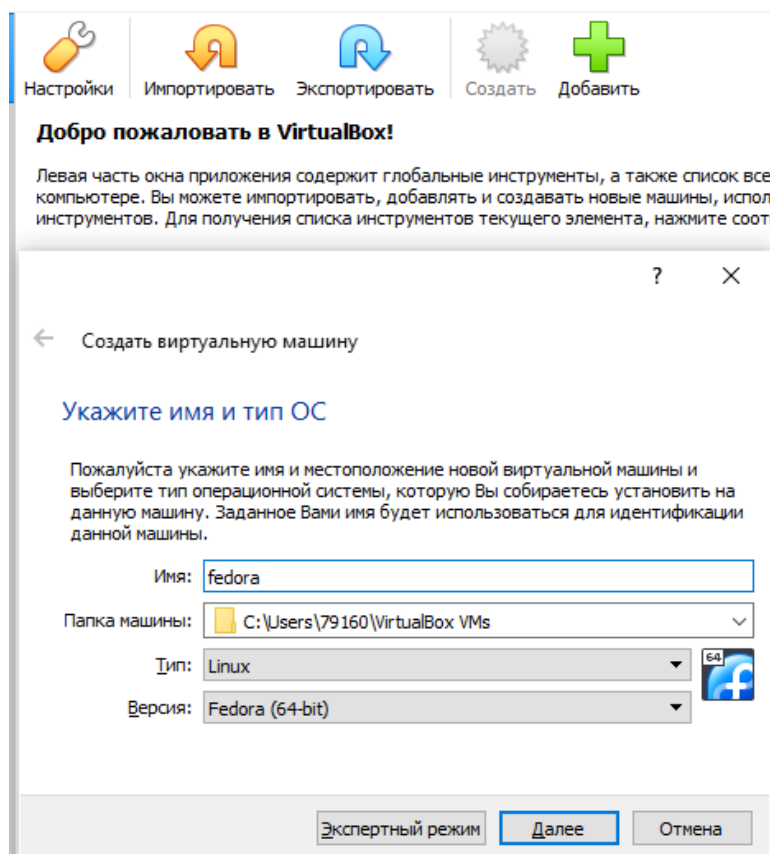 Настройки Импортировать Экспортировать Создать Добавить
Добро пожаловать в VirtualBox!
Левая часть окна приложения содержит глобальные инструменты, а также список все
компьютере. Вы можете импортировать, добавлять и создавать новые машины, испол
инструментов. Для получения списка инструментов текущего элемента, нажмите соот
?
Создать виртуальную машину
Укажите имя и тип ОС
Пожалуйста укажите имя и местоположение новой виртуальной машины и
выберите тип операционной системы, которую Вы собираетесь установить на
данную машину. Заданное Вами имя будет использоваться для идентификации
данной машины.
Имя: fedora
Папка машины: C:\Users\79160\VirtualBox VMs
Тип: Linux
64
Версия: Fedora (64-bit)
Экспертный режим Далее Отмена